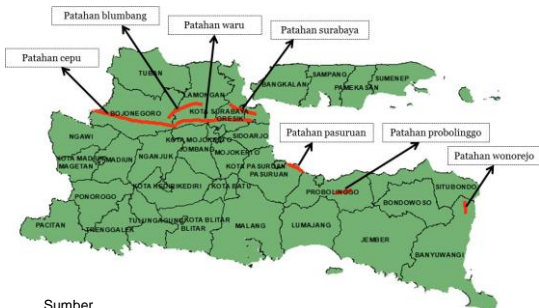 Patahan blumbang
Patahan waru
Patahan surabaya
Patahan cepu
TUBAN
LAMONGAN
BANGKALAN
SAMPANG
PAMEKASAN
SUMENEP
BOJONEGORO
KOTA SURABAYA
GRESIK
NGAWI
KOTA MOJOKERTO
SIDOARJO
JOMBANG
MOJOKERTO
Patahan pasuruan
Patahan probolinggo
Patahan wonorejo
KOTA MADIUN
MADIUN
NGANJUK
MAGETAN
KOTA PASURUAN
PASURUAN
PROBOLINGGO
SITUBONDO
BONDOWOSO
PONOROGO
KOTA KEDIRI
KEDIRI
KOTA BATU
PACITAN
TRENGGALEK
TULUNGAGUNG
KOTA BLITAR
BLITAR
MALANG
LUMAJANG
JEMBER
BANYUWANGI
Sumber